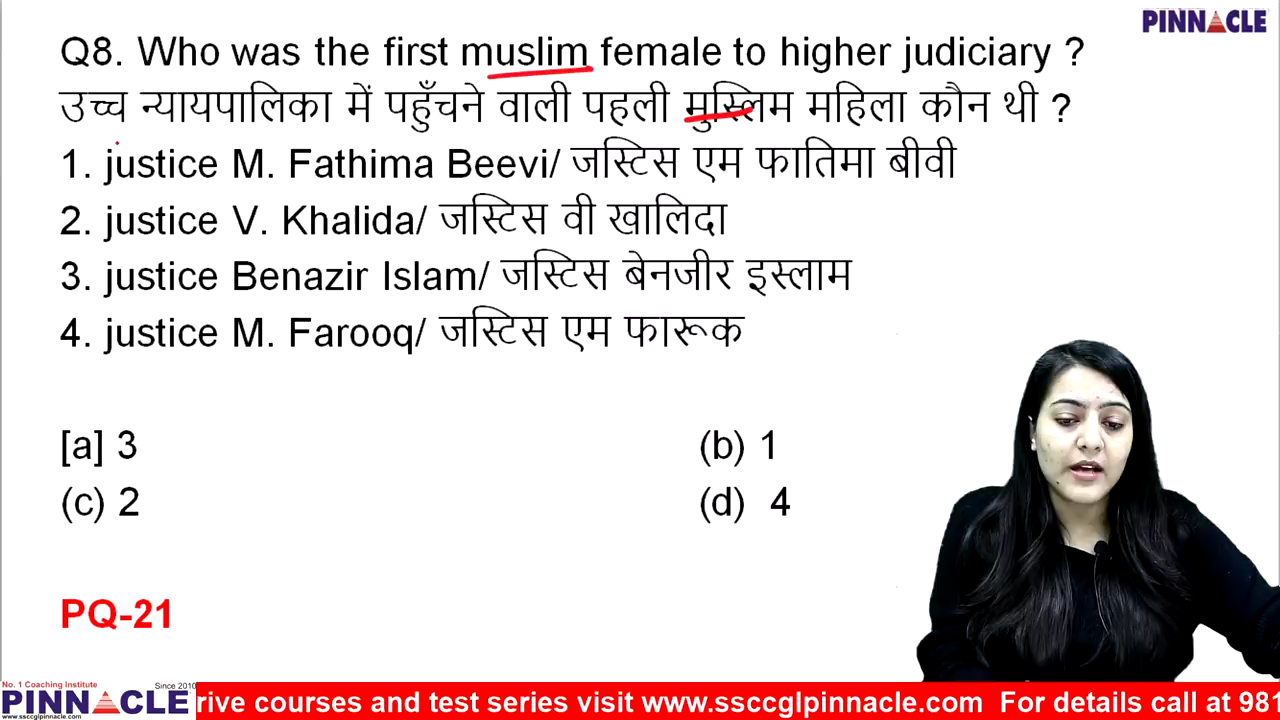 PINNACLE
Q8. Who was the first muslim female to higher judiciary ?
उच्च न्यायपालिका में पहुँचने वाली पहली मुस्लिम महिला कौन थी ?
1. justice M. Fathima Beevi/ जस्टिस एम फातिमा बीवी
2. justice V. Khalida/ जस्टिस वी खालिदा
3. justice Benazir Islam/ जस्टिस बेनजीर इस्लाम
4. justice M. Farooq/ जस्टिस एम फारूक
[a] 3 (b) 1
(c) 2 (d) 4
PQ-21
No. 1 Coaching Institute Since 2010
PINNACLE
www.ssccglpinnacle.com
rive courses and test series visit www.ssccglpinnacle.com For details call at 981